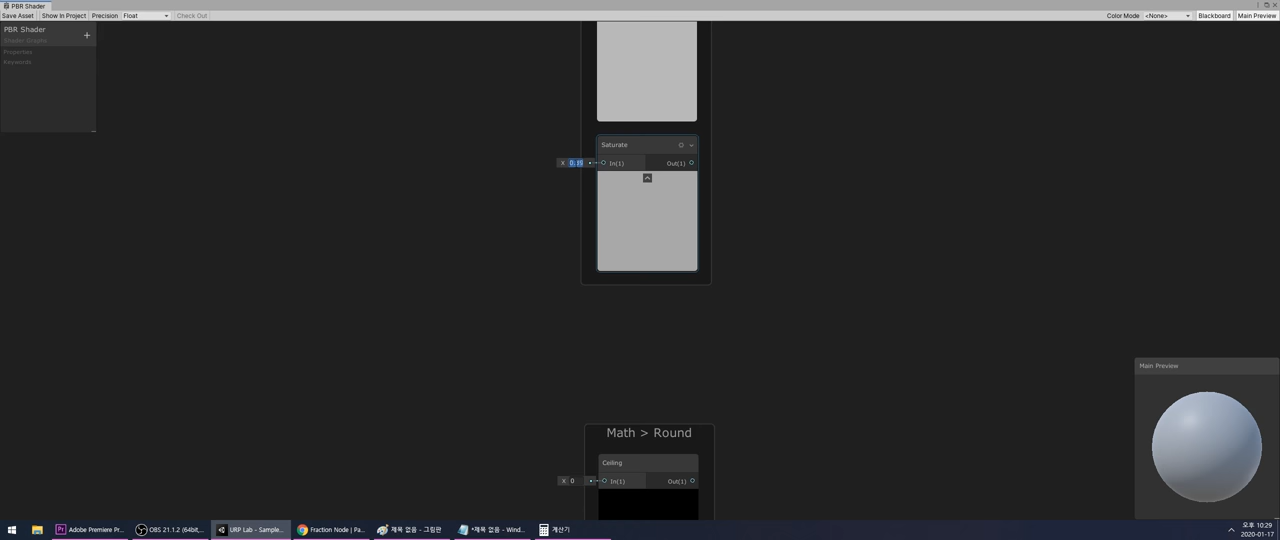 PBR Shader
Save Asset Show In Project Precision Float Check Out Color Mode <None> Blackboard Main Preview
PBR Shader
Shader Graphs
Properties
Keywords
Saturate
X In(1) Out(1)
Main Preview
Math > Round
Ceiling
X 0 In(1) Out(1)
Adobe Premiere Pr... OBS 21.1.2 (64bit,... URP Lab - Sample... Fraction Node | Pa... 제목 없음 - 그림판 *제목 없음 - Wind... 계산기
오후 10:29
2020-01-17